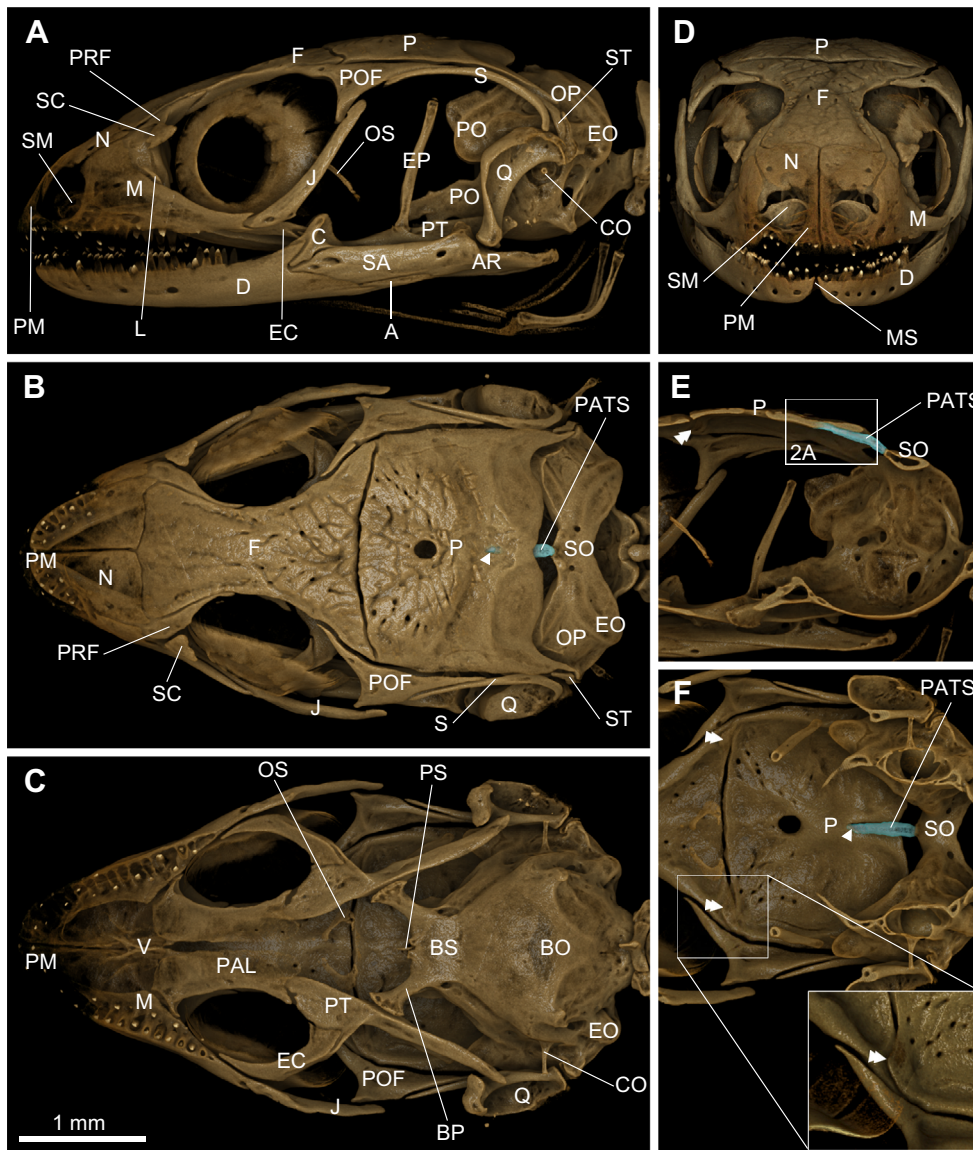 A
PRF
F
P
ST
SC
POF
S
OP
SM
N
OS
PO
EO
M
EP
Q
J
PO
CO
C
PT
SA
AR
D
PM
L
EC
A
D
P
F
N
M
D
SM
PM
MS
B
PATS
PM
F
P
SO
N
EO
OP
PRF
SC
POF
J
S
Q
ST
E
P
PATS
SO
2A
C
OS
PS
V
BS
BO
PM
PAL
M
PT
EO
EC
POF
CO
J
Q
BP
1 mm
F
PATS
P
SO